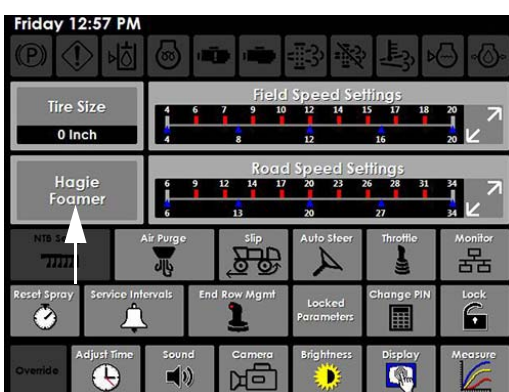 Friday 12:57 PM
(P)
Tire Size
0 Inch
Field Speed Settings
4 6 7 9 10 12 14 15 17 18 20
4 8 12 16 20
Hagie
Foamer
Road Speed Settings
6 9 12 14 17 20 23 26 28 31 34
6 13 20 27 34
NTB
Air Purge
Slip
Auto Steer
Throttle
Monitor
Reset Spray
Service Intervals
End Row Mgmt
Locked
Parameters
Change PIN
Lock
Override
Adjust Time
Sound
Camera
Brightness
Display
Measure